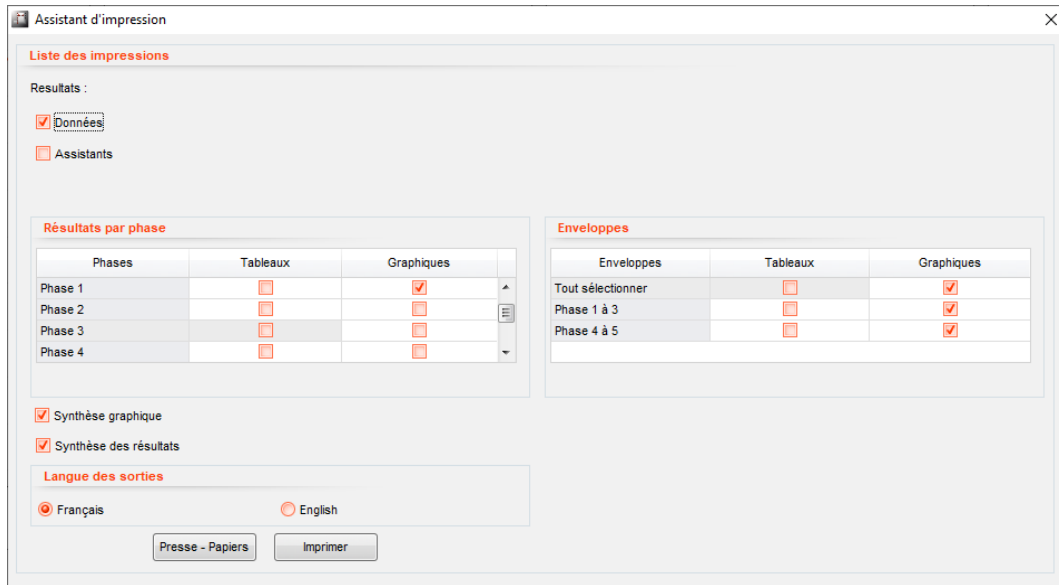 Assistant d'impression
Liste des impressions
Resultats :
Données
Assistants
Résultats par phase
Phases Tableaux Graphiques
Phase 1
Phase 2
Phase 3
Phase 4
Enveloppes
Enveloppes Tableaux Graphiques
Tout sélectionner
Phase 1 à 3
Phase 4 à 5
Synthèse graphique
Synthèse des résultats
Langue des sorties
Français English
Presse - Papiers Imprimer